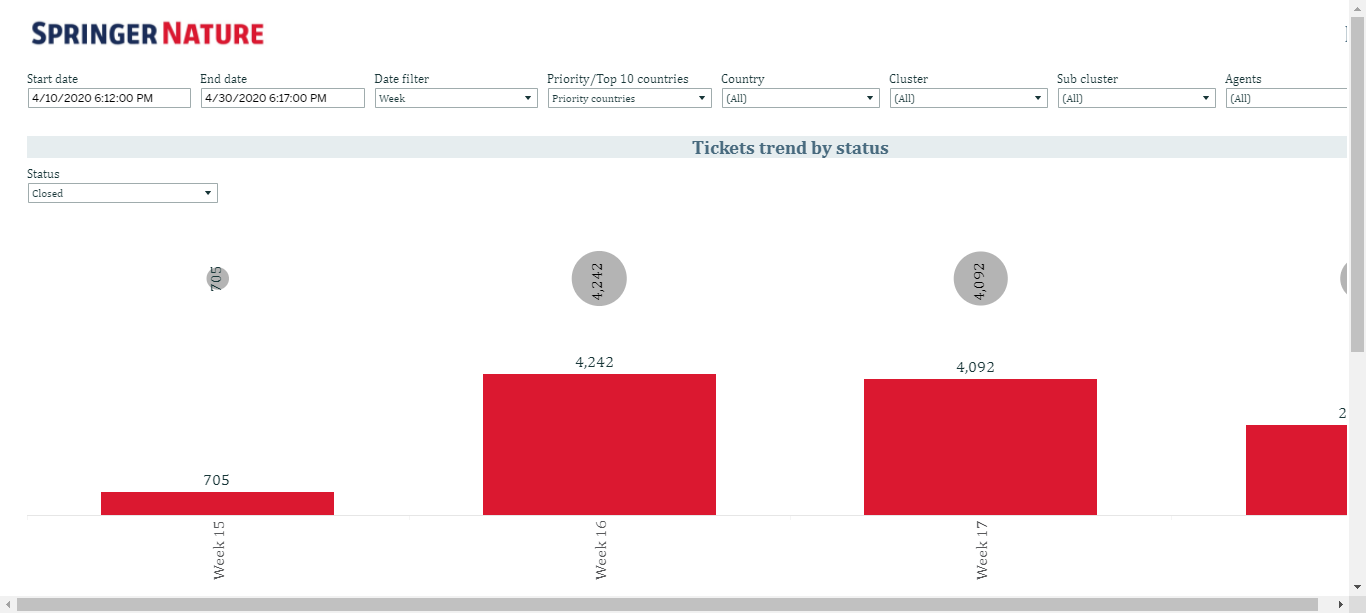 SPRINGER NATURE
Start date End date Date filter Priority/Top 10 countries Country Cluster Sub cluster Agents
4/10/2020 6:12:00 PM 4/30/2020 6:17:00 PM Week Priority countries (All) (All) (All) (All)
Tickets trend by status
Status
Closed
705 4,242 4,092
4,242
4,092
705
Week 15 Week 16 Week 17